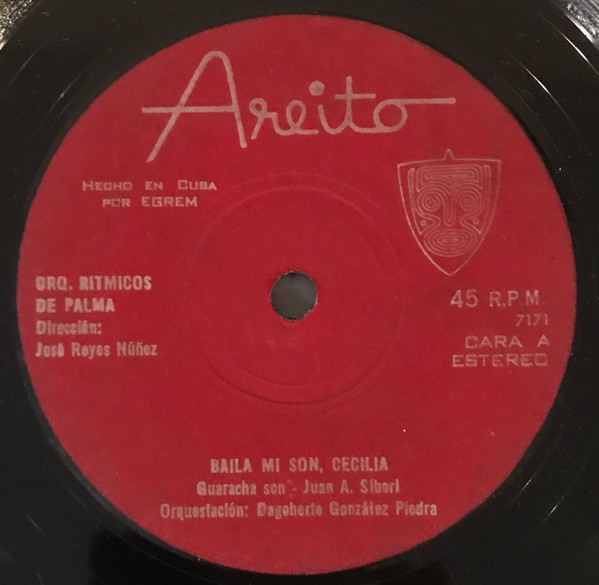 Areito
HECHO EN CUBA
POR EGREM
ORQ. RITMICOS
DE PALMA
Dirección:
José Reyes Núñez
45 R.P.M.
7171
CARA A
ESTEREO
BAILA MI SON, CECILIA
Guaracha son - Juan A. Siborí
Orquestación: Dagoberto González Piedra